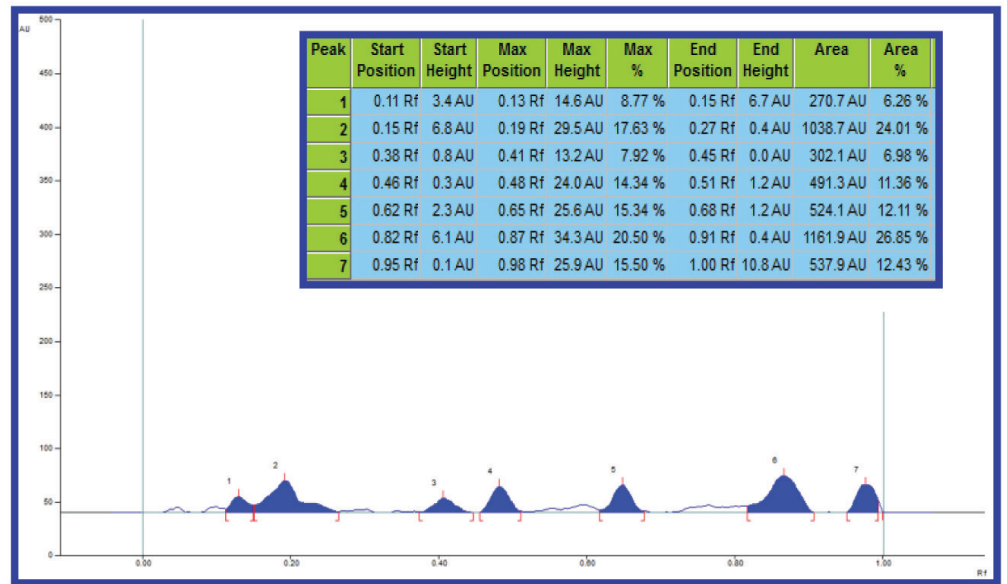 AU
500
450
400
350
300
250
200
150
100
50
0
Peak Start Position Start Height Max Position Max Height Max % End Position End Height Area Area %
1 0.11 Rf 3.4 AU 0.13 Rf 14.6 AU 8.77 % 0.15 Rf 6.7 AU 270.7 AU 6.26 %
2 0.15 Rf 6.8 AU 0.19 Rf 29.5 AU 17.63 % 0.27 Rf 0.4 AU 1038.7 AU 24.01 %
3 0.38 Rf 0.8 AU 0.41 Rf 13.2 AU 7.92 % 0.45 Rf 0.0 AU 302.1 AU 6.98 %
4 0.46 Rf 0.3 AU 0.48 Rf 24.0 AU 14.34 % 0.51 Rf 1.2 AU 491.3 AU 11.36 %
5 0.62 Rf 2.3 AU 0.65 Rf 25.6 AU 15.34 % 0.68 Rf 1.2 AU 524.1 AU 12.11 %
6 0.82 Rf 6.1 AU 0.87 Rf 34.3 AU 20.50 % 0.91 Rf 0.4 AU 1161.9 AU 26.85 %
7 0.95 Rf 0.1 AU 0.98 Rf 25.9 AU 15.50 % 1.00 Rf 10.8 AU 537.9 AU 12.43 %
1 2 3 4 5 6 7
0.00 0.20 0.40 0.60 0.80 1.00
Rf